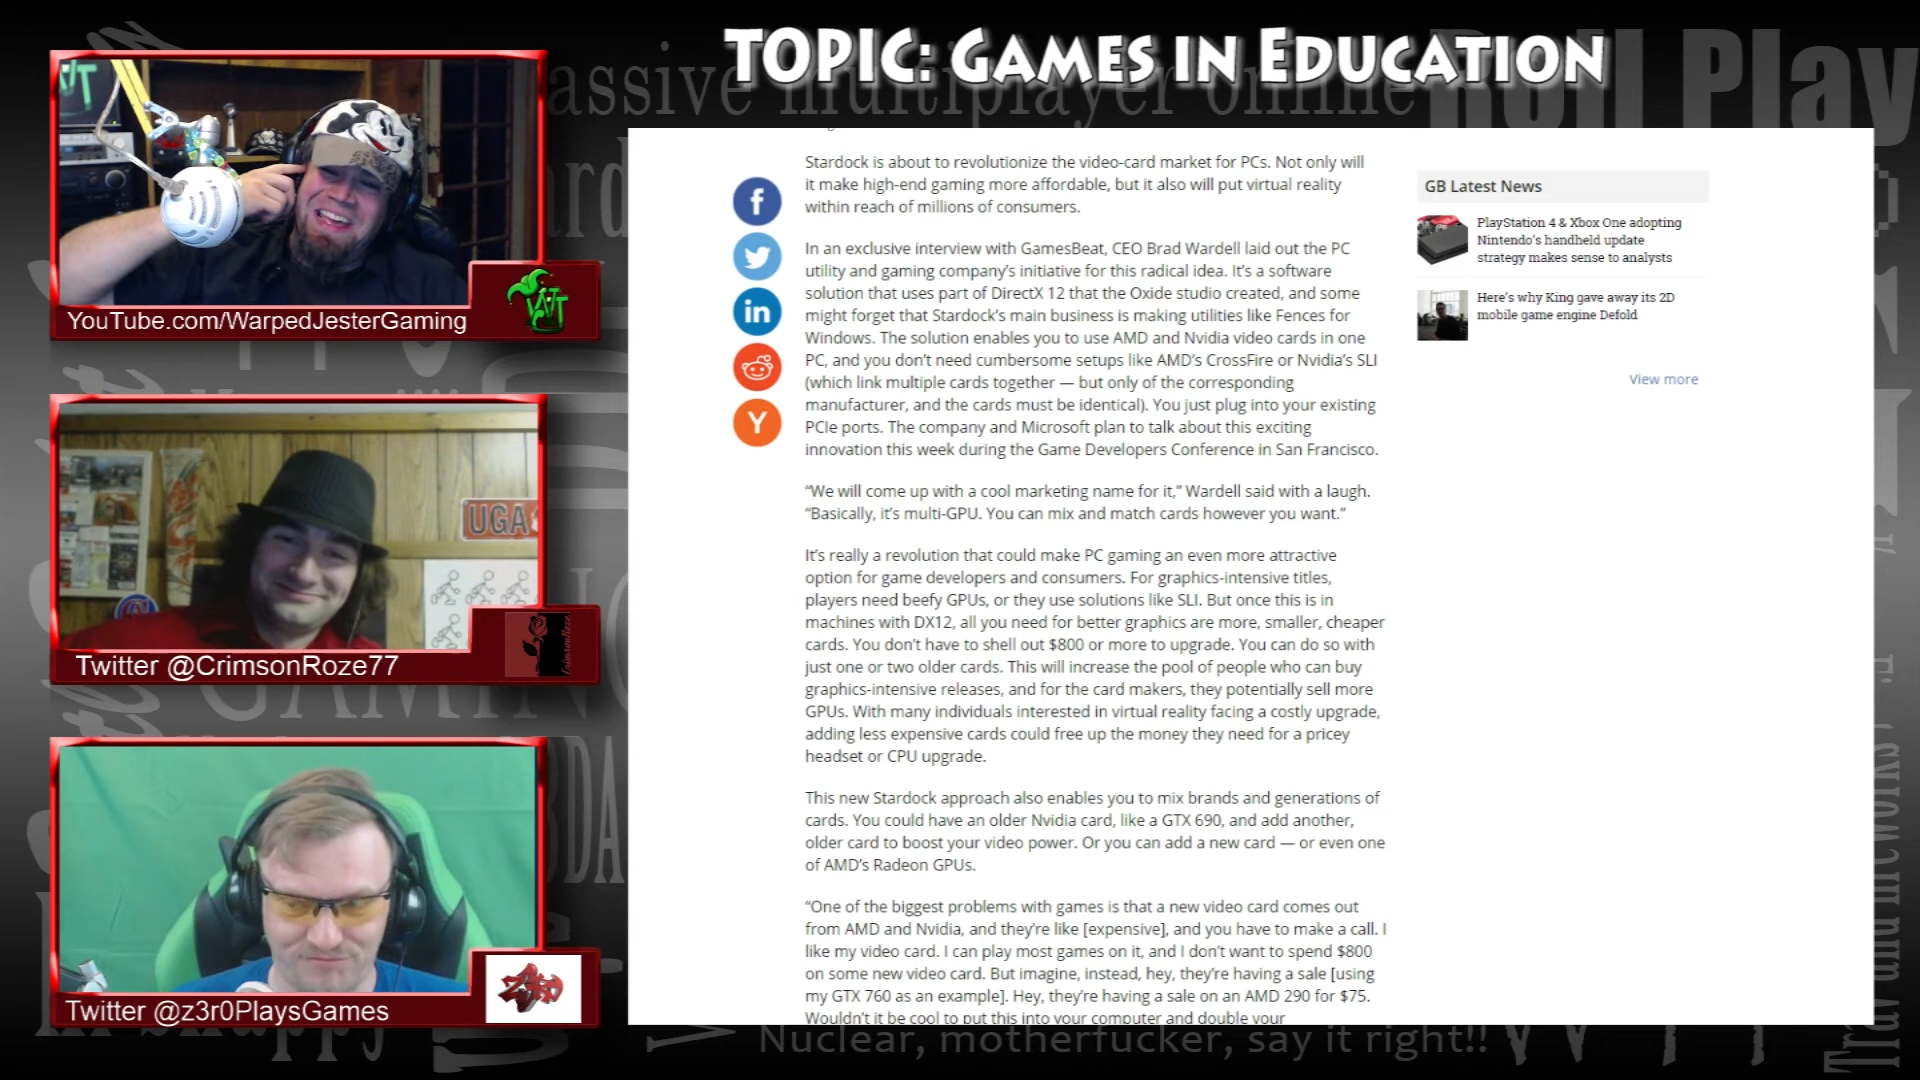 TOPIC: GAMES IN EDUCATION
assive multiplayer online
Roll Play
YouTube.com/WarpedJesterGaming
UGA
Twitter @CrimsonRoze77
Twitter @z3r0PlaysGames
Stardock is about to revolutionize the video-card market for PCs. Not only will
it make high-end gaming more affordable, but it also will put virtual reality
within reach of millions of consumers.
In an exclusive interview with GamesBeat, CEO Brad Wardell laid out the PC
utility and gaming company's initiative for this radical idea. It's a software
solution that uses part of DirectX 12 that the Oxide studio created, and some
might forget that Stardock's main business is making utilities like Fences for
Windows. The solution enables you to use AMD and Nvidia video cards in one
PC, and you don't need cumbersome setups like AMD's CrossFire or Nvidia's SLI
(which link multiple cards together — but only of the corresponding
manufacturer, and the cards must be identical). You just plug into your existing
PCIe ports. The company and Microsoft plan to talk about this exciting
innovation this week during the Game Developers Conference in San Francisco.
“We will come up with a cool marketing name for it,” Wardell said with a laugh.
“Basically, it's multi-GPU. You can mix and match cards however you want.”
It's really a revolution that could make PC gaming an even more attractive
option for game developers and consumers. For graphics-intensive titles,
players need beefy GPUs, or they use solutions like SLI. But once this is in
machines with DX12, all you need for better graphics are more, smaller, cheaper
cards. You don't have to shell out $800 or more to upgrade. You can do so with
just one or two older cards. This will increase the pool of people who can buy
graphics-intensive releases, and for the card makers, they potentially sell more
GPUs. With many individuals interested in virtual reality facing a costly upgrade,
adding less expensive cards could free up the money they need for a pricey
headset or CPU upgrade.
This new Stardock approach also enables you to mix brands and generations of
cards. You could have an older Nvidia card, like a GTX 690, and add another,
older card to boost your video power. Or you can add a new card — or even one
of AMD's Radeon GPUs.
“One of the biggest problems with games is that a new video card comes out
from AMD and Nvidia, and they're like [expensive], and you have to make a call. I
like my video card. I can play most games on it, and I don't want to spend $800
on some new video card. But imagine, instead, hey, they're having a sale [using
my GTX 760 as an example]. Hey, they're having a sale on an AMD 290 for $75.
Wouldn't it be cool to put this into your computer and double your
GB Latest News
PlayStation 4 & Xbox One adopting
Nintendo's handheld update
strategy makes sense to analysts
Here's why King gave away its 2D
mobile game engine Defold
View more
Nuclear, motherfucker, say it right!!